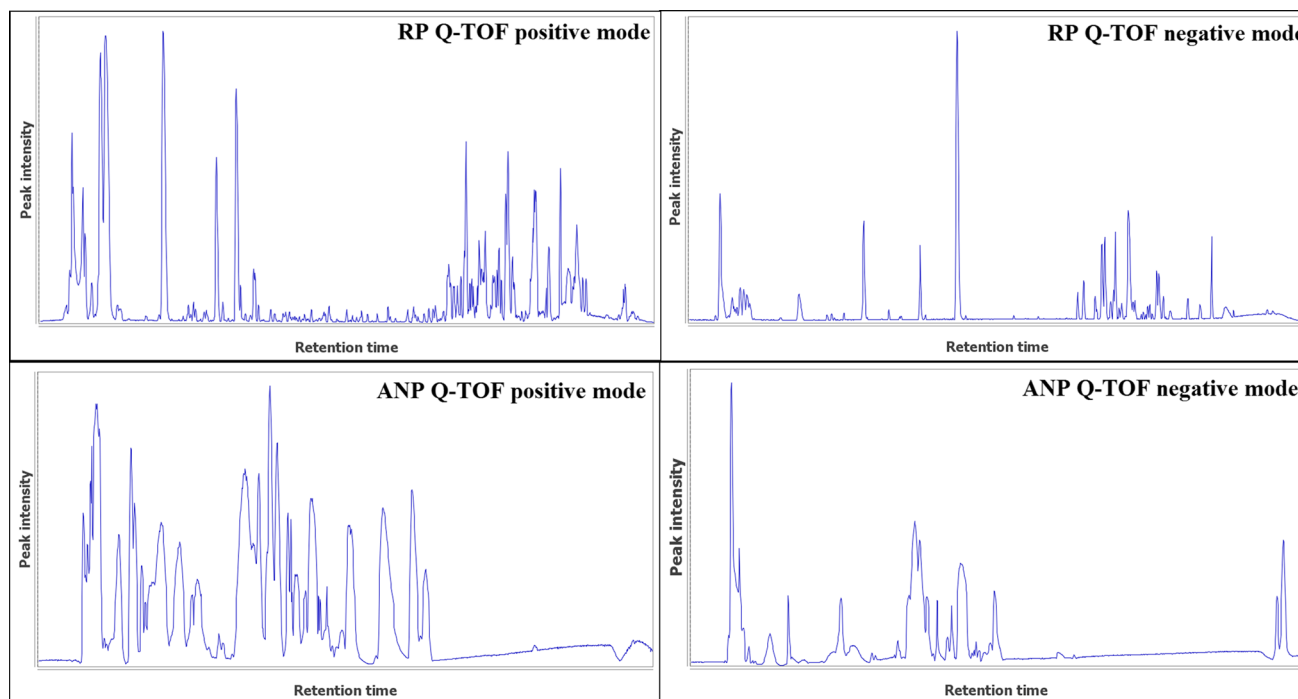 RP Q-TOF positive mode
Peak intensity
Retention time
RP Q-TOF negative mode
Peak intensity
Retention time
ANP Q-TOF positive mode
Peak intensity
Retention time
ANP Q-TOF negative mode
Peak intensity
Retention time